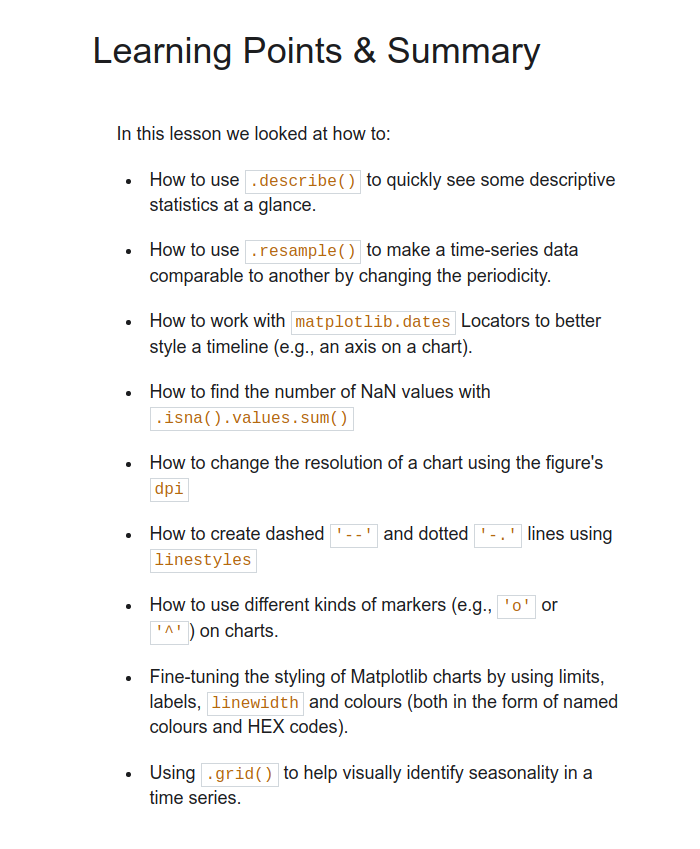 Learning Points & Summary
In this lesson we looked at how to:
• How to use .describe() to quickly see some descriptive
statistics at a glance.
• How to use .resample() to make a time-series data
comparable to another by changing the periodicity.
• How to work with matplotlib.dates Locators to better
style a timeline (e.g., an axis on a chart).
• How to find the number of NaN values with
.isna().values.sum()
• How to change the resolution of a chart using the figure's
dpi
• How to create dashed '--' and dotted '-.' lines using
linestyles
• How to use different kinds of markers (e.g., 'o' or
'^') on charts.
• Fine-tuning the styling of Matplotlib charts by using limits,
labels, linewidth and colours (both in the form of named
colours and HEX codes).
• Using .grid() to help visually identify seasonality in a
time series.